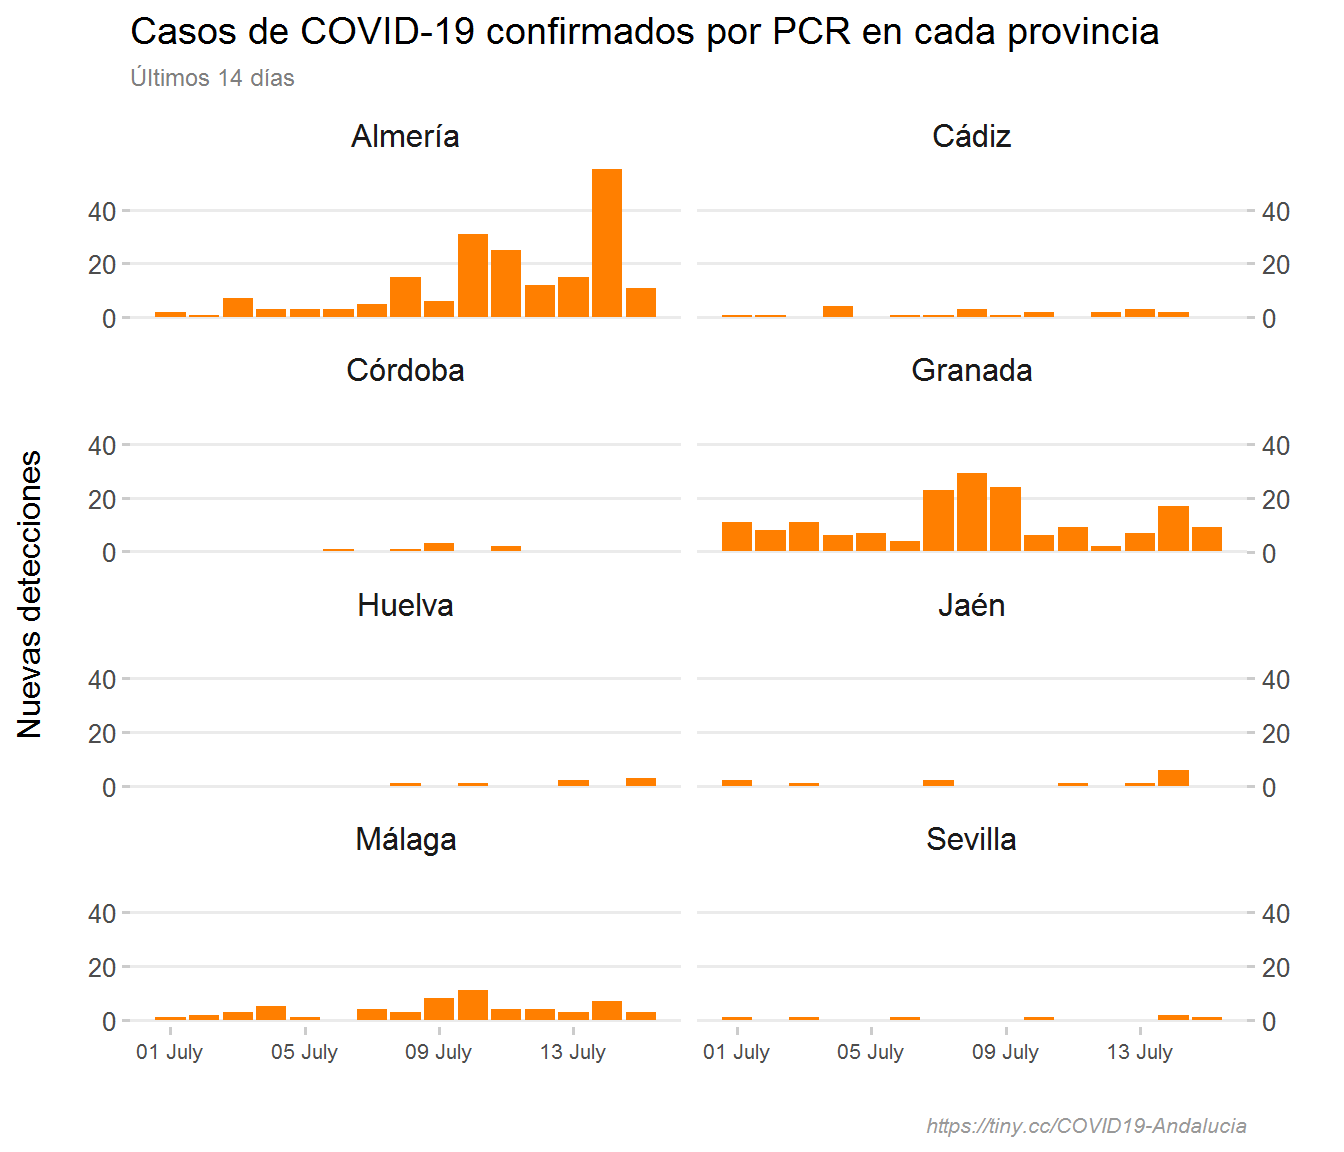 Casos de COVID-19 confirmados por PCR en cada provincia
Últimos 14 días
Almería
Cádiz
40
20
0
40
20
0
Córdoba
Granada
40
20
0
40
20
0
Nuevas detecciones
Huelva
Jaén
40
20
0
40
20
0
Málaga
Sevilla
40
20
0
40
20
0
01 July 05 July 09 July 13 July
01 July 05 July 09 July 13 July
https://tiny.cc/COVID19-Andalucia